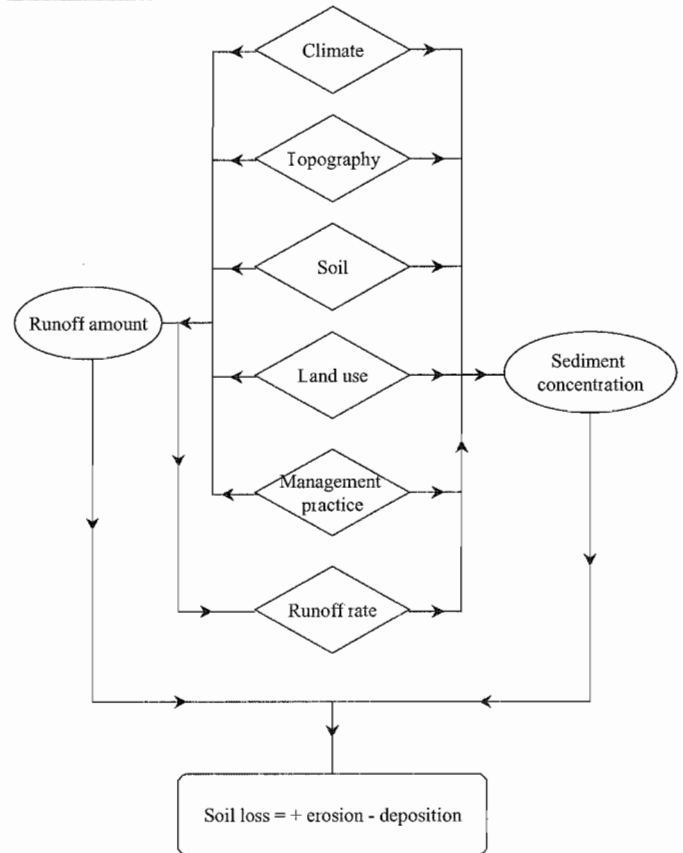 Climate
Topography
Soil
Runoff amount
Land use
Sediment
concentration
Management
practice
Runoff rate
Soil loss = + erosion - deposition